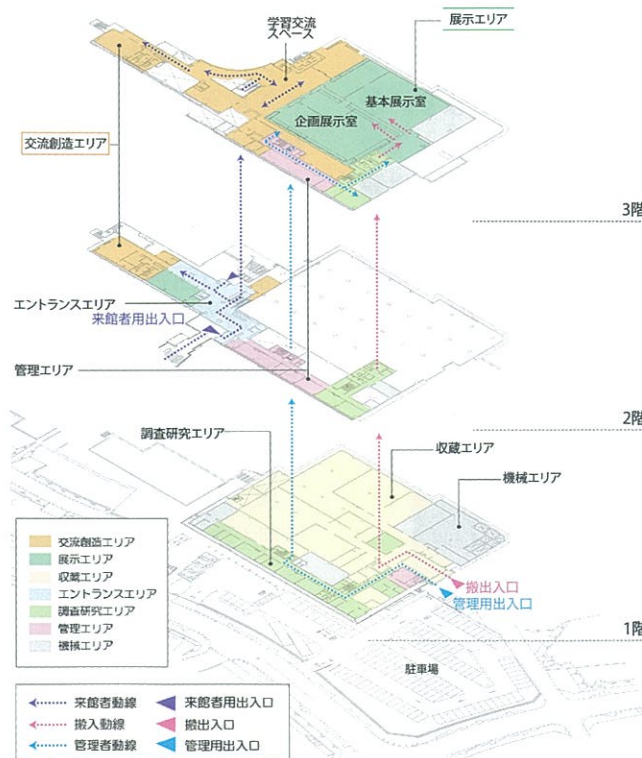 学習交流
スペース
展示エリア
基本展示室
企画展示室
交流創造エリア
3階
エントランスエリア
来館者用出入口
管理エリア
2階
調査研究エリア
収蔵エリア
機械エリア
交流創造エリア
展示エリア
収蔵エリア
エントランスエリア
調査研究エリア
管理エリア
機械エリア
搬出入口
管理用出入口
1階
駐車場
来館者動線
来館者用出入口
搬入動線
搬出入口
管理者動線
管理用出入口